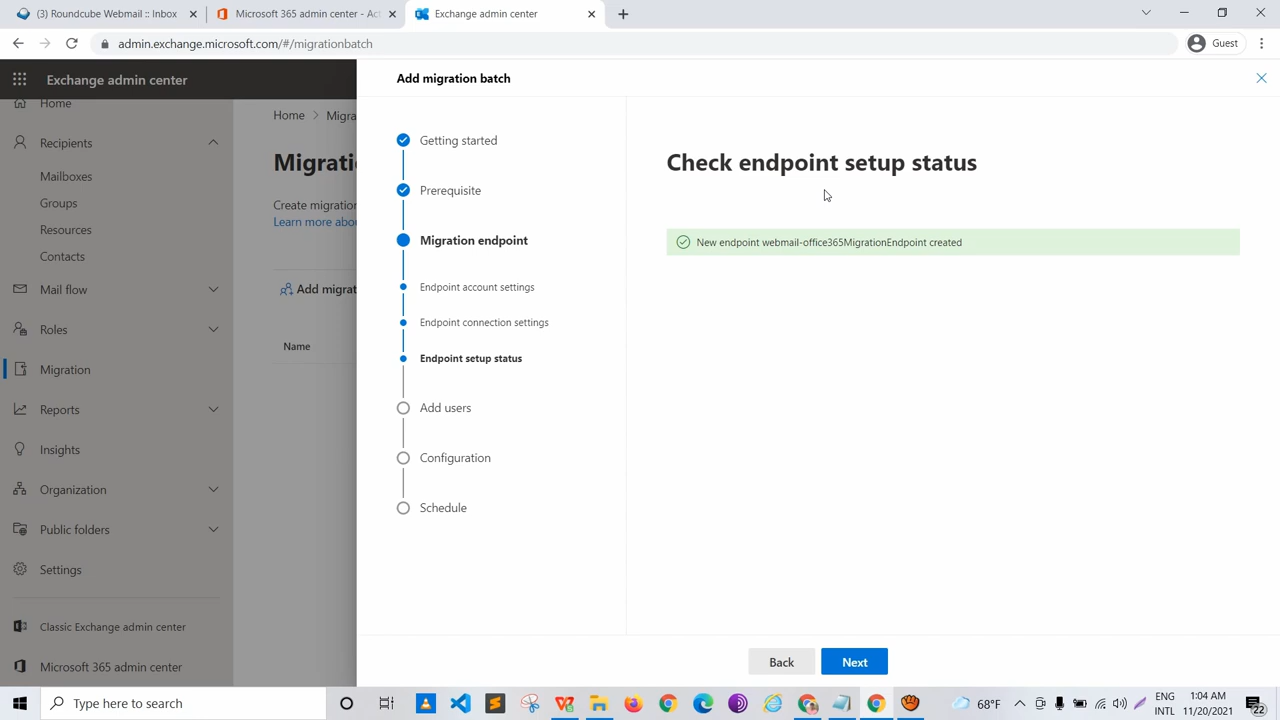 (3) Roundcube Webmail :: Inbox
Microsoft 365 admin center - Ac
Exchange admin center
admin.exchange.microsoft.com/#/migrationbatch
Guest
Exchange admin center
Home
Recipients
Mailboxes
Groups
Resources
Contacts
Mail flow
Roles
Migration
Reports
Insights
Organization
Public folders
Settings
Classic Exchange admin center
Microsoft 365 admin center
Home > Migra
Migrati
Create migration
Learn more abou
Add migrat
Name
Add migration batch
Getting started
Prerequisite
Migration endpoint
Endpoint account settings
Endpoint connection settings
Endpoint setup status
Add users
Configuration
Schedule
Check endpoint setup status
New endpoint webmail-office365MigrationEndpoint created
Back
Next
Type here to search
68°F
ENG
INTL
1:04 AM
11/20/2021
22